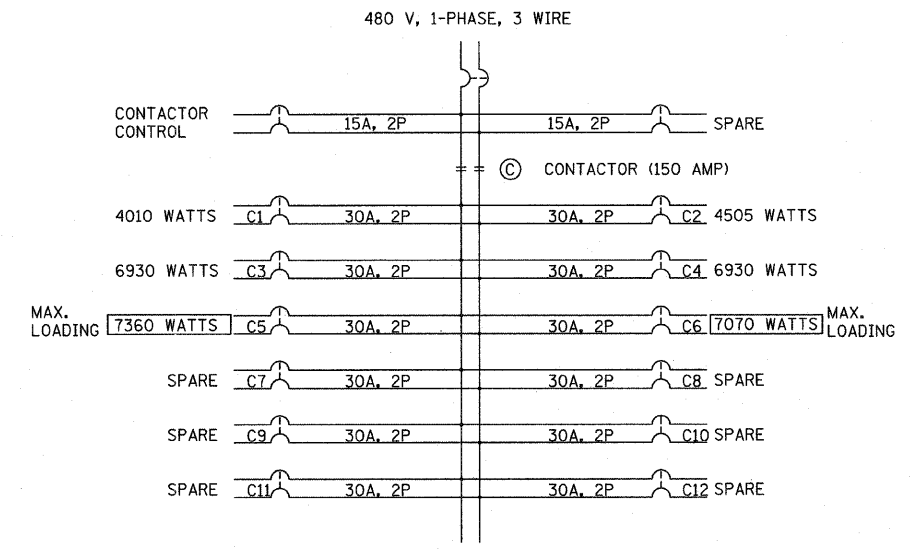 480 V, 1-PHASE, 3 WIRE
CONTACTOR
CONTROL
15A, 2P
15A, 2P
SPARE
C
CONTACTOR (150 AMP)
4010 WATTS
C1
30A, 2P
30A, 2P
C2
4505 WATTS
6930 WATTS
C3
30A, 2P
30A, 2P
C4
6930 WATTS
MAX.
LOADING
7360 WATTS
C5
30A, 2P
30A, 2P
C6
7070 WATTS
MAX.
LOADING
SPARE
C7
30A, 2P
30A, 2P
C8
SPARE
SPARE
C9
30A, 2P
30A, 2P
C10
SPARE
SPARE
C11
30A, 2P
30A, 2P
C12
SPARE